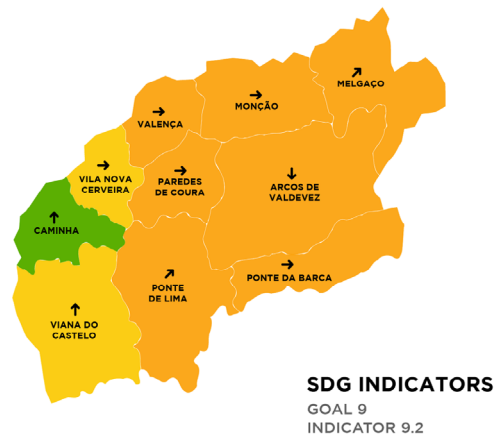 MELGAÇO
MONÇÃO
VALENÇA
VILA NOVA
CERVEIRA
PAREDES
DE COURA
ARCOS DE
VALDEVEZ
CAMINHA
PONTE DA BARCA
PONTE
DE LIMA
VIANA DO
CASTELO
SDG INDICATORS
GOAL 9
INDICATOR 9.2